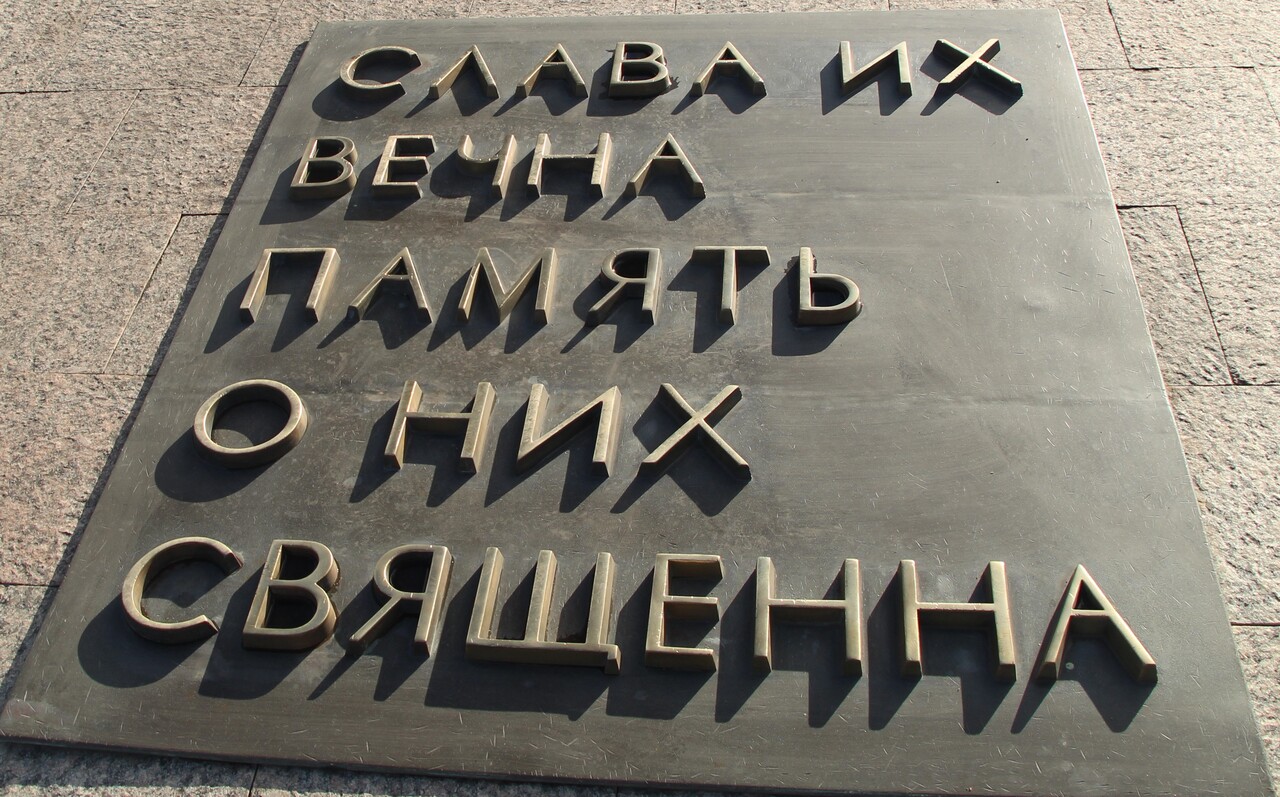 СЛАВА ИХ
ВЕЧНА
ПАМЯТЬ
О НИХ
СВЯЩЕННА